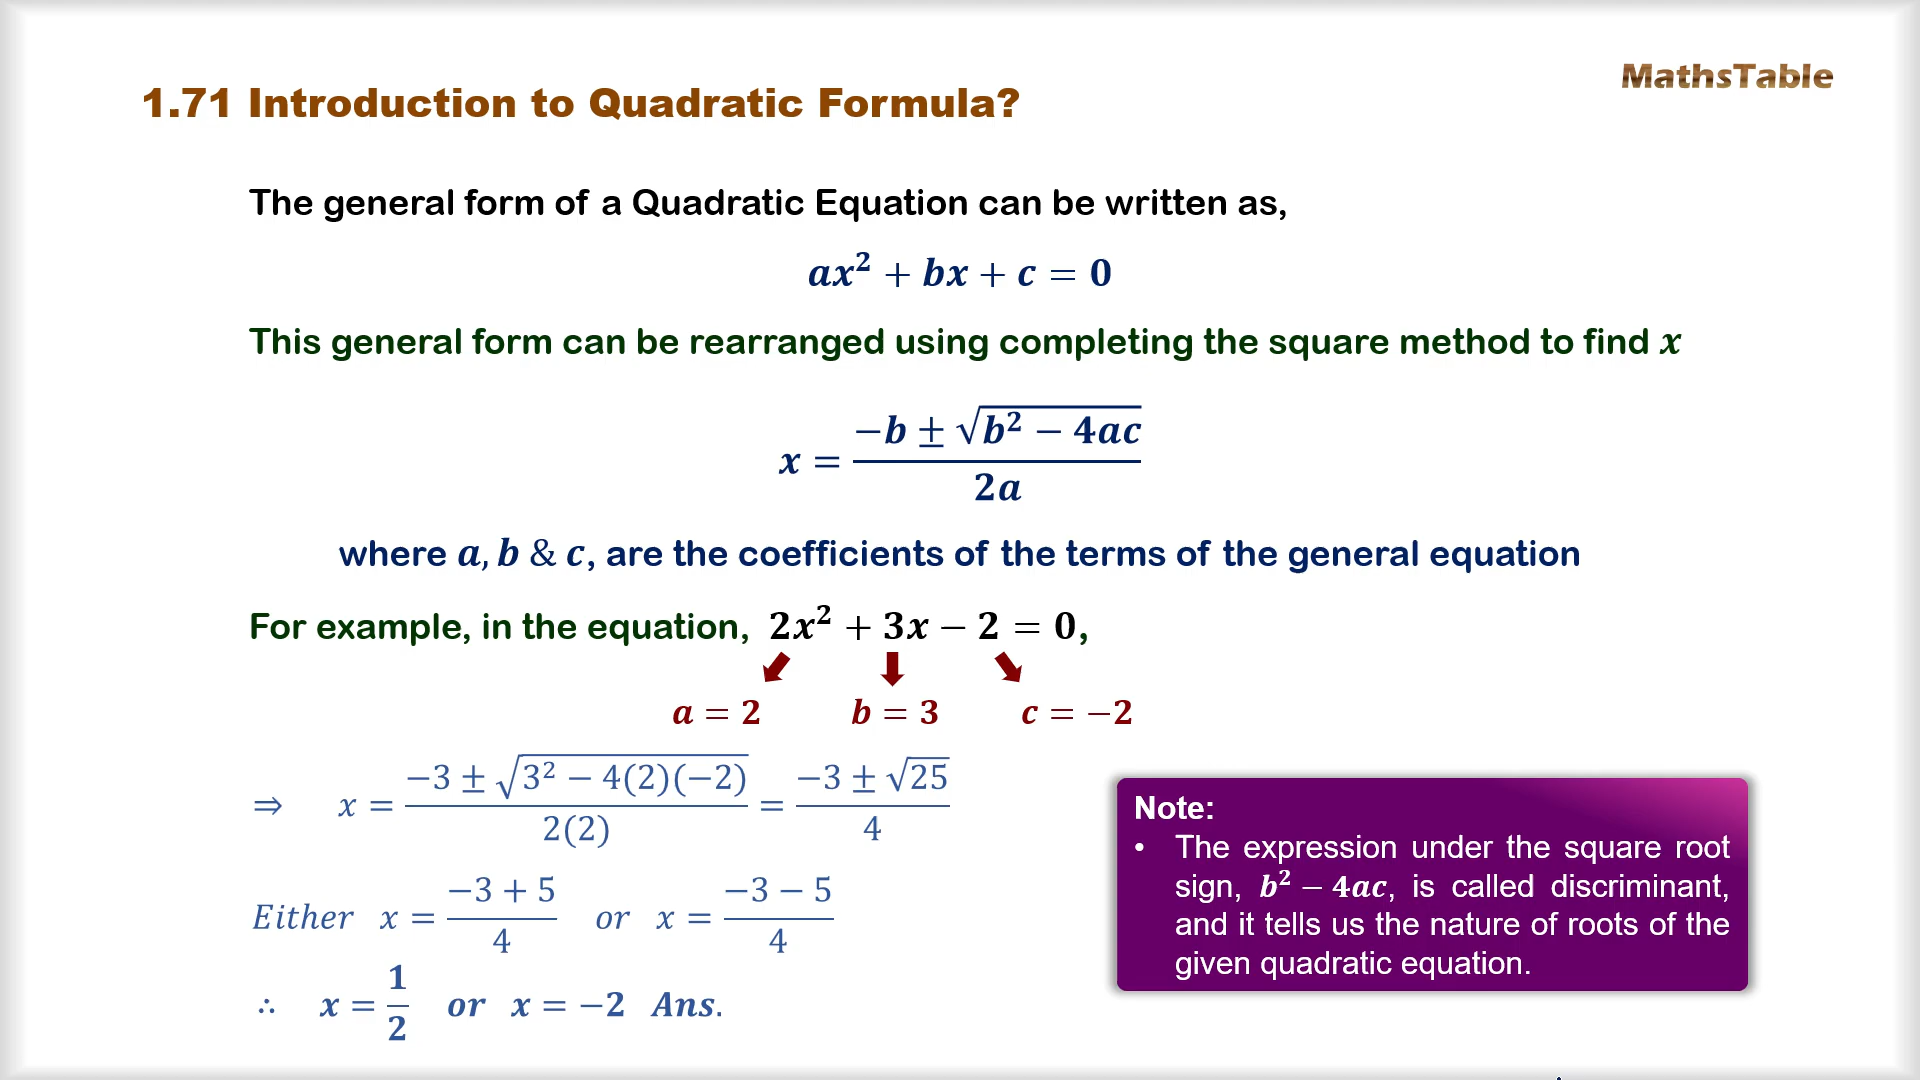 MathsTable
1.71 Introduction to Quadratic Formula?
The general form of a Quadratic Equation can be written as,
ax² + bx + c = 0
This general form can be rearranged using completing the square method to find x
x = (−b ± √(b² − 4ac)) / 2a
where a, b & c, are the coefficients of the terms of the general equation
For example, in the equation, 2x² + 3x − 2 = 0,
a = 2 b = 3 c = −2
⇒ x = (−3 ± √(3² − 4(2)(−2))) / 2(2) = (−3 ± √25) / 4
Either x = (−3 + 5) / 4 or x = (−3 − 5) / 4
∴ x = 1/2 or x = −2 Ans.
Note:
• The expression under the square root
sign, b² − 4ac, is called discriminant,
and it tells us the nature of roots of the
given quadratic equation.